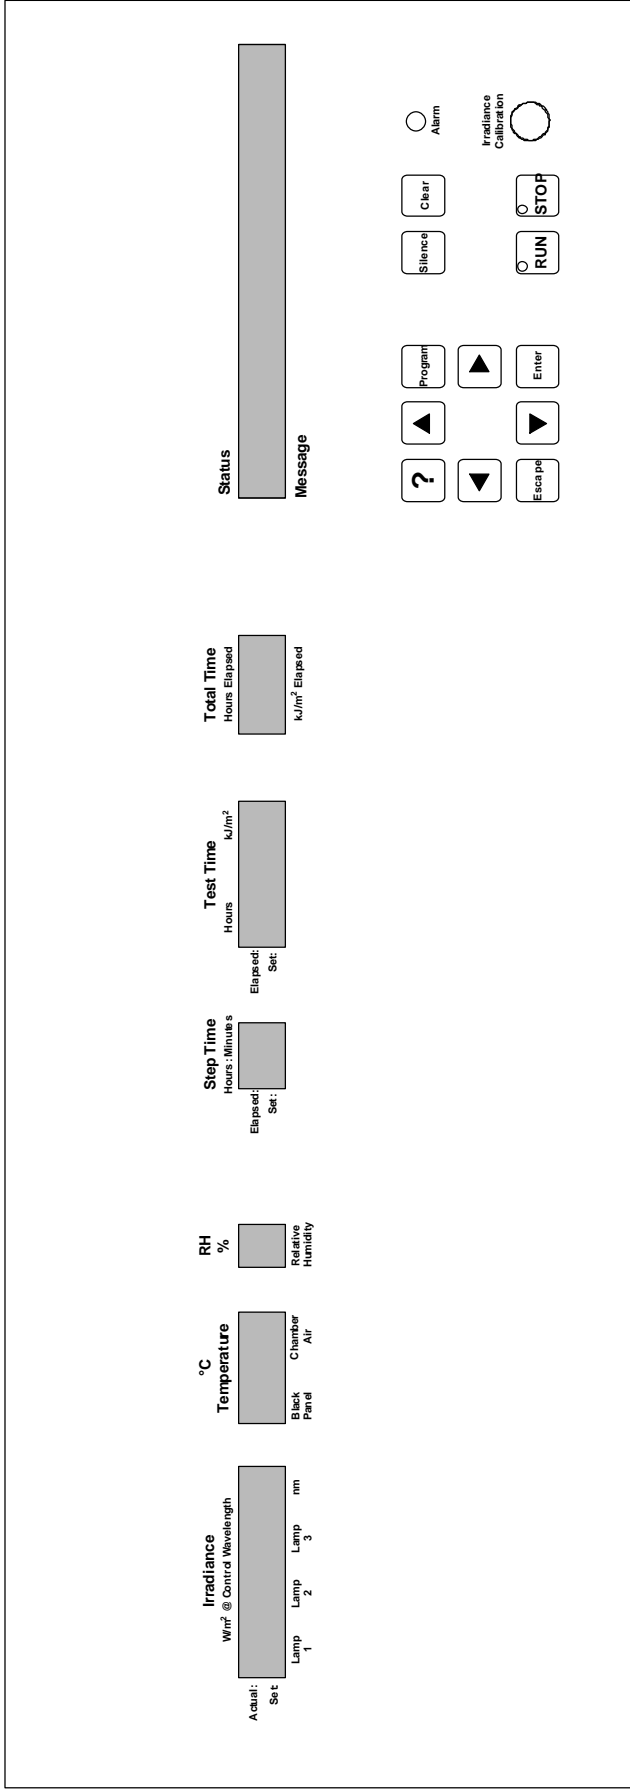 Irradiance
W/m² @ Control Wavelength
Actual:
Set
Lamp 1
Lamp 2
Lamp 3
nm
°C
Temperature
Black Panel
Chamber Air
RH
%
Relative
Humidity
Step Time
Hours : Minutes
Elapsed:
Set:
Test Time
Hours kJ/m²
Elapsed:
Set:
Total Time
Hours Elapsed
kJ/m² Elapsed
Status
Message
?
Program
Silence
Clear
Alarm
Irradiance
Calibration
Escape
Enter
RUN
STOP